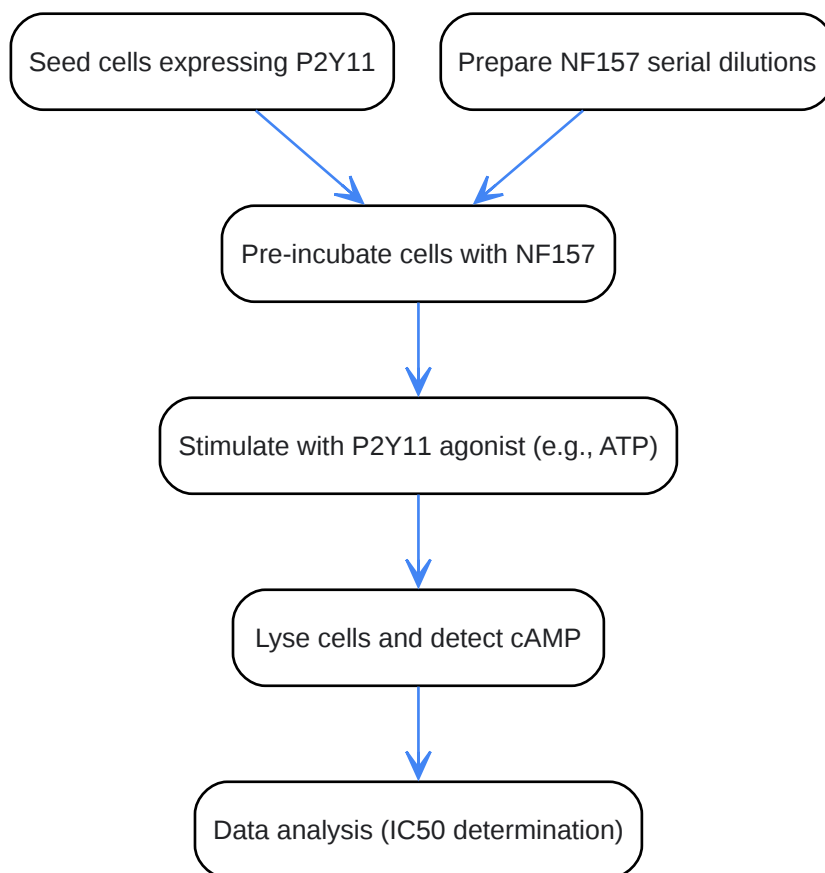 Seed cells expressing P2Y11
Prepare NF157 serial dilutions
Pre-incubate cells with NF157
Stimulate with P2Y11 agonist (e.g., ATP)
Lyse cells and detect cAMP
Data analysis (IC50 determination)